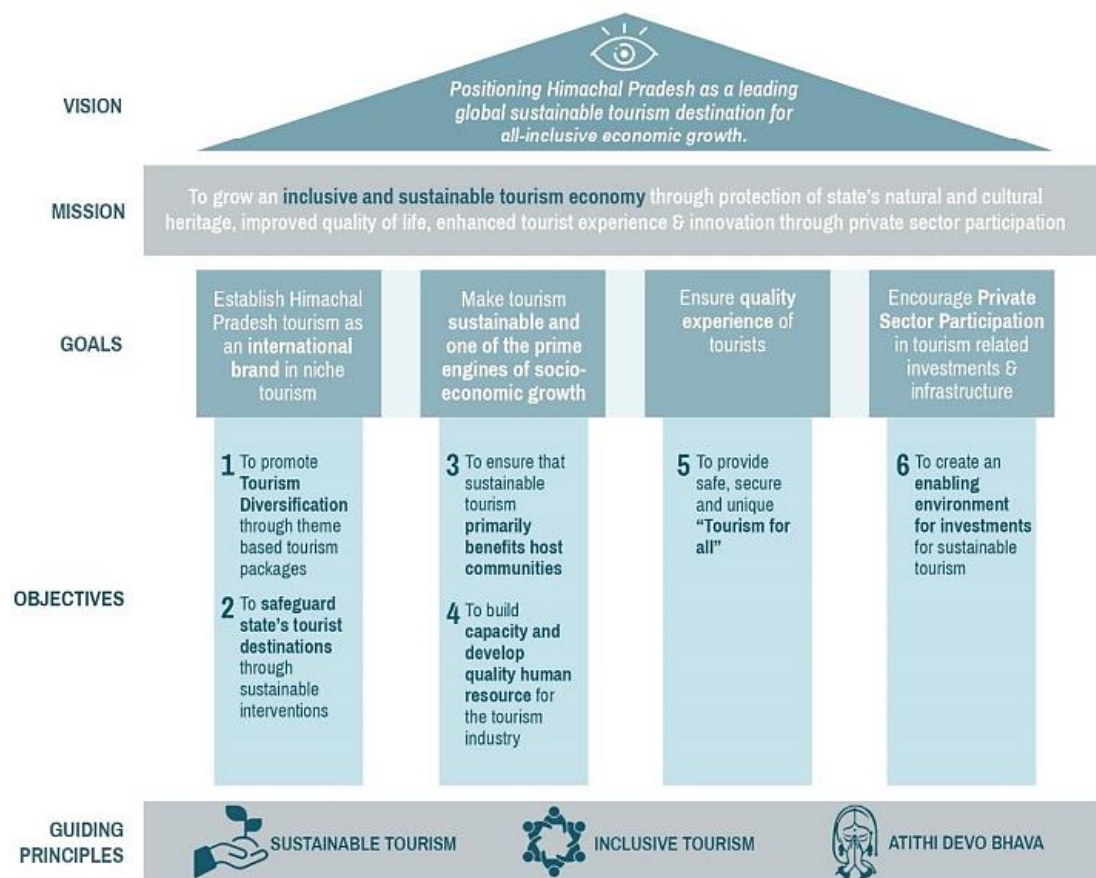 VISION
Positioning Himachal Pradesh as a leading
global sustainable tourism destination for
all-inclusive economic growth.
MISSION
To grow an inclusive and sustainable tourism economy through protection of state's natural and cultural
heritage, improved quality of life, enhanced tourist experience & innovation through private sector participation
GOALS
Establish Himachal
Pradesh tourism as
an international
brand in niche
tourism
Make tourism
sustainable and
one of the prime
engines of socio-
economic growth
Ensure quality
experience of
tourists
Encourage Private
Sector Participation
in tourism related
investments &
infrastructure
OBJECTIVES
1 To promote
Tourism
Diversification
through theme
based tourism
packages
2 To safeguard
state's tourist
destinations
through
sustainable
interventions
3 To ensure that
sustainable
tourism
primarily
benefits host
communities
4 To build
capacity and
develop
quality human
resource for
the tourism
industry
5 To provide
safe, secure
and unique
“Tourism for
all”
6 To create an
enabling
environment
for investments
for sustainable
tourism
GUIDING
PRINCIPLES
SUSTAINABLE TOURISM
INCLUSIVE TOURISM
ATITHI DEVO BHAVA